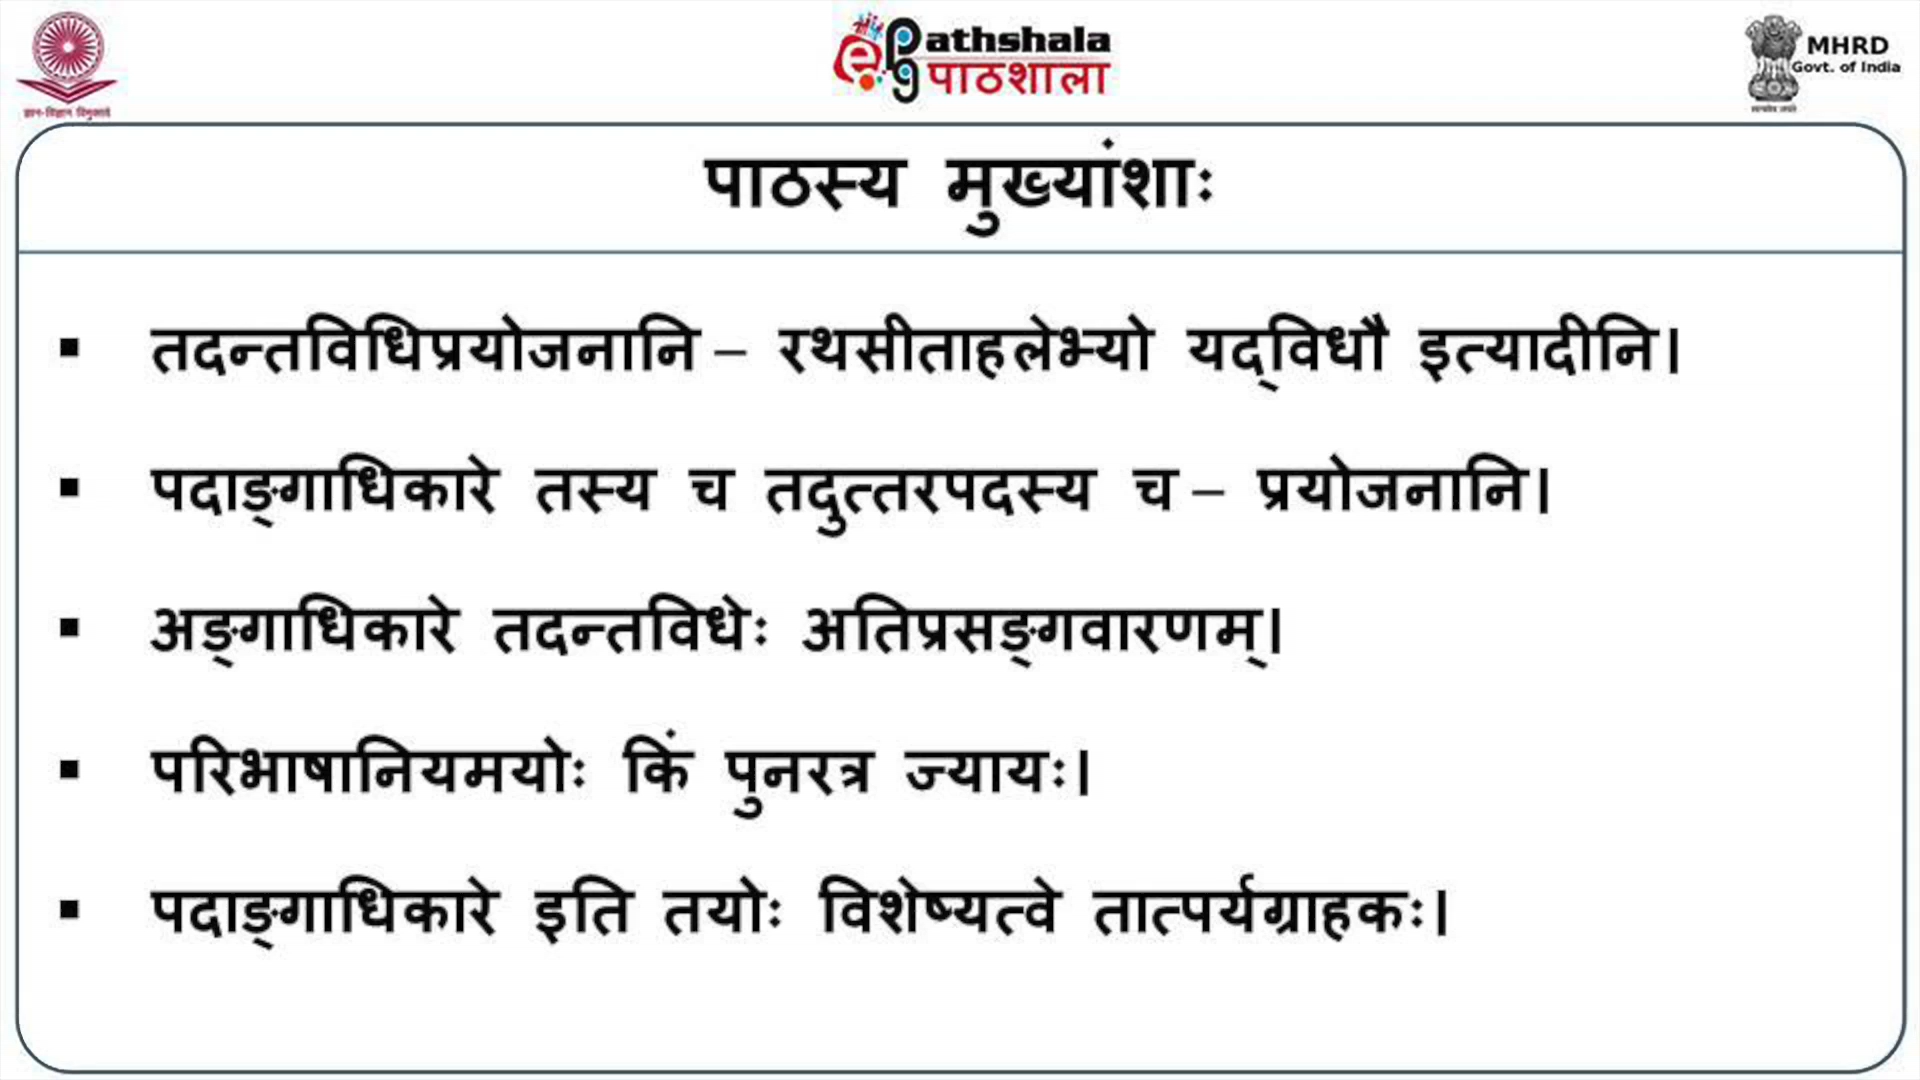 ePG Pathshala
पाठशाला
MHRD
Govt. of India
ज्ञान-विज्ञान विमुक्तये
पाठस्य मुख्यांशाः
▪ तदन्तविधिप्रयोजनानि – रथसीताहलेभ्यो यद्‌विधौ इत्यादीनि।
▪ पदाङ्गाधिकारे तस्य च तदुत्तरपदस्य च – प्रयोजनानि।
▪ अङ्गाधिकारे तदन्तविधेः अतिप्रसङ्गवारणम्।
▪ परिभाषानियमयोः किं पुनरत्र ज्यायः।
▪ पदाङ्गाधिकारे इति तयोः विशेष्यत्वे तात्पर्यग्राहकः।